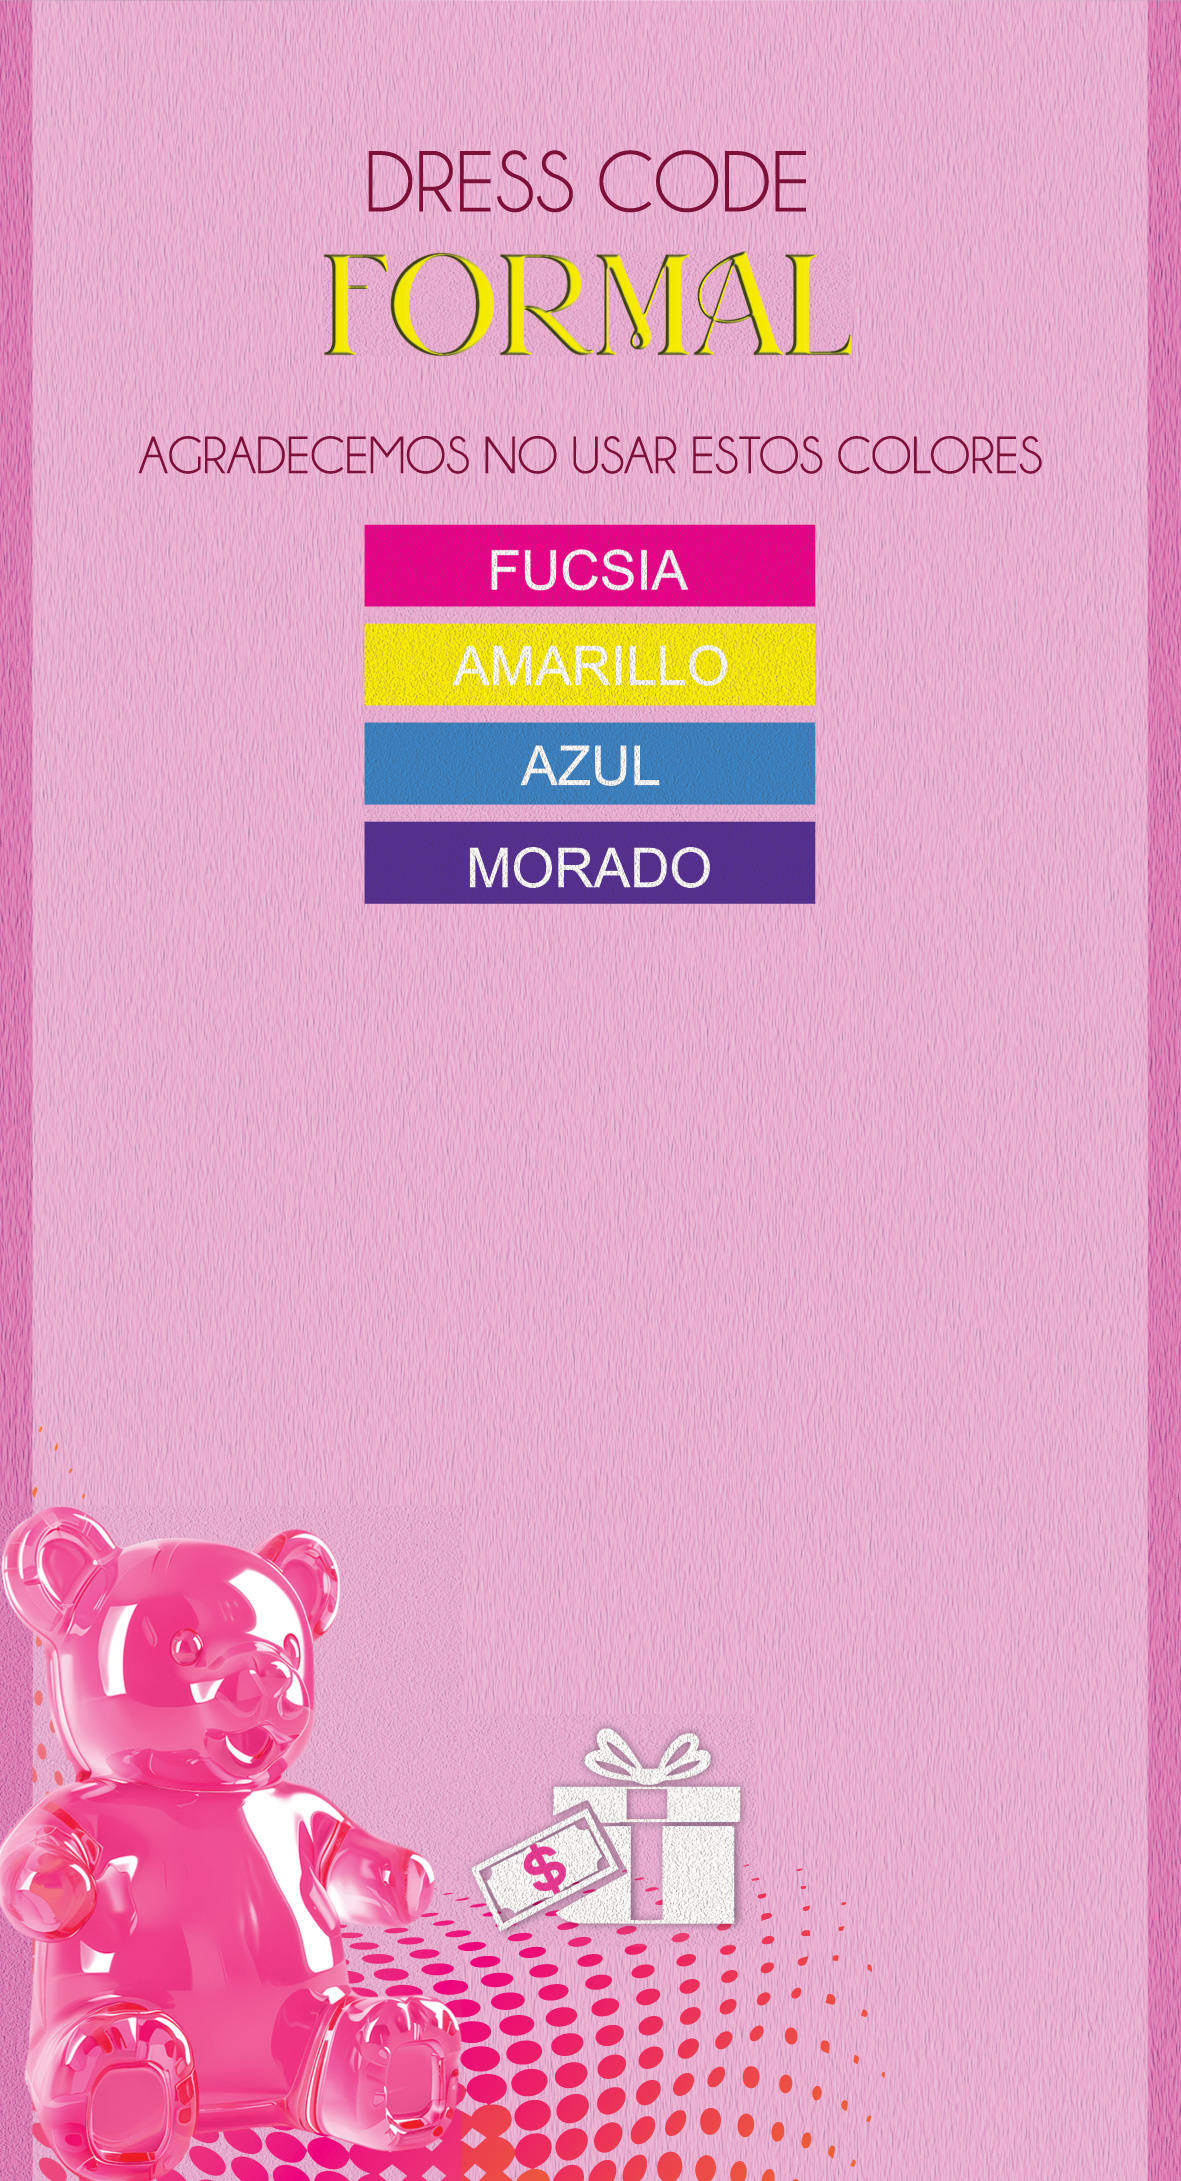 DRESS CODE
FORMAL
AGRADECEMOS NO USAR ESTOS COLORES
FUCSIA
AMARILLO
AZUL
MORADO
$